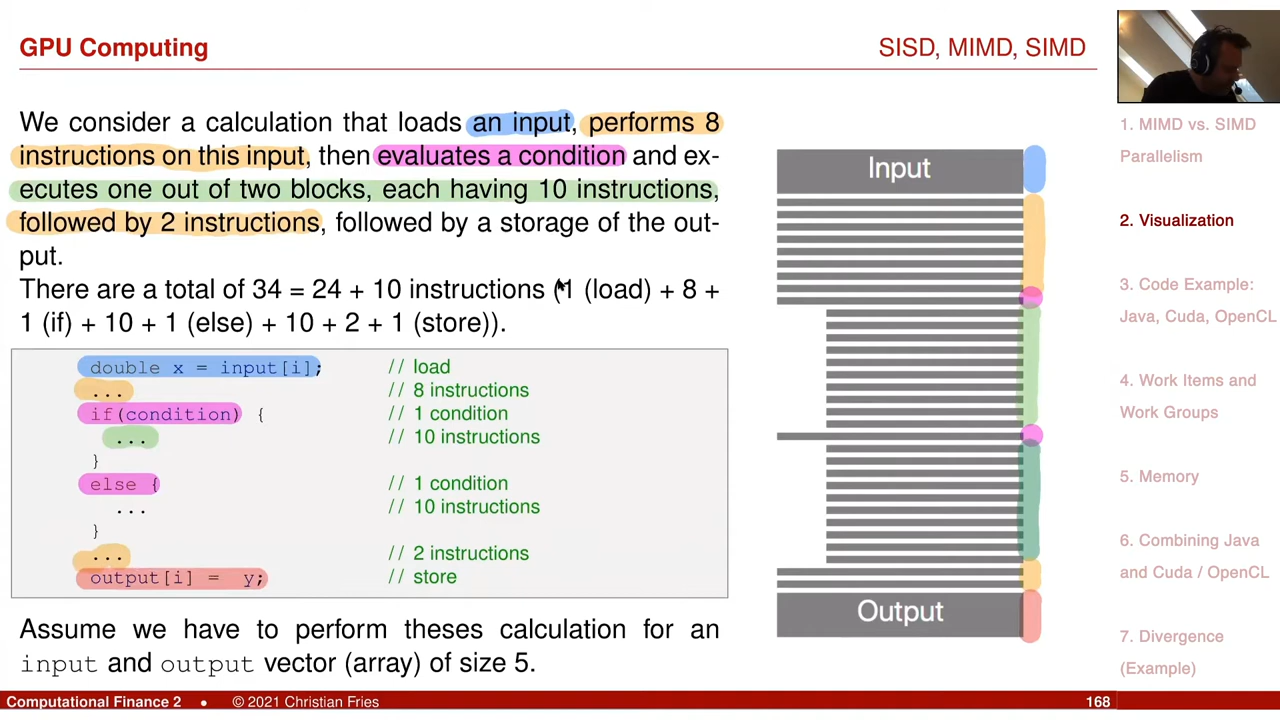 GPU Computing
SISD, MIMD, SIMD
We consider a calculation that loads an input, performs 8
instructions on this input, then evaluates a condition and ex-
ecutes one out of two blocks, each having 10 instructions,
followed by 2 instructions, followed by a storage of the out-
put.
There are a total of 34 = 24 + 10 instructions (1 (load) + 8 +
1 (if) + 10 + 1 (else) + 10 + 2 + 1 (store)).
double x = input[i]; // load
... // 8 instructions
if(condition) { // 1 condition
... // 10 instructions
}
else { // 1 condition
... // 10 instructions
}
... // 2 instructions
output[i] = y; // store
Assume we have to perform theses calculation for an
input and output vector (array) of size 5.
Input
Output
1. MIMD vs. SIMD
Parallelism
2. Visualization
3. Code Example:
Java, Cuda, OpenCL
4. Work Items and
Work Groups
5. Memory
6. Combining Java
and Cuda / OpenCL
7. Divergence
(Example)
Computational Finance 2 • © 2021 Christian Fries
168